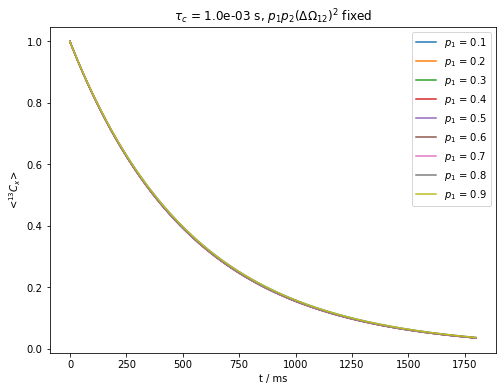 τc = 1.0e-03 s, p₁p₂(ΔΩ₁₂)² fixed
<¹³Cₓ>
1.0
0.8
0.6
0.4
0.2
0.0
p₁ = 0.1
p₁ = 0.2
p₁ = 0.3
p₁ = 0.4
p₁ = 0.5
p₁ = 0.6
p₁ = 0.7
p₁ = 0.8
p₁ = 0.9
0 250 500 750 1000 1250 1500 1750
t / ms